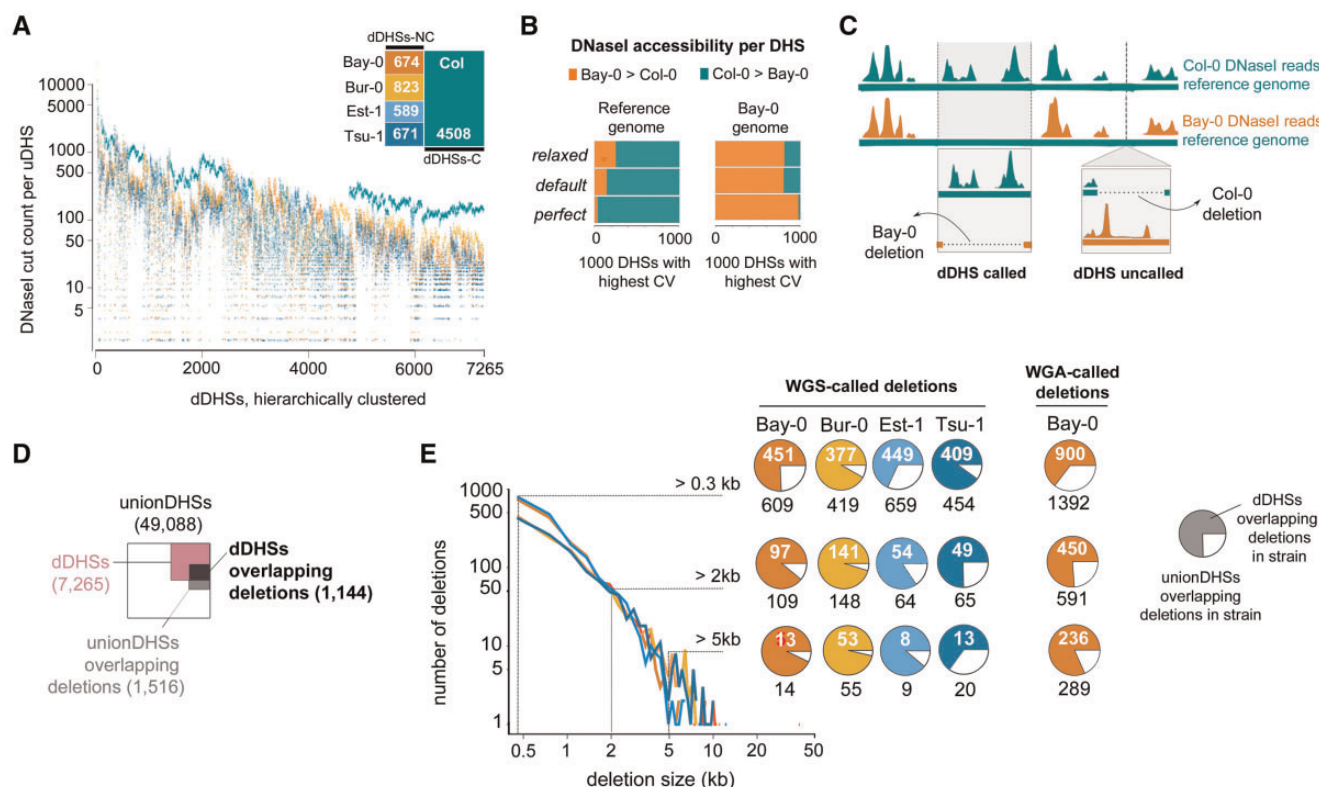 A
dDHSs-NC
Bay-0 674 Col
Bur-0 823
Est-1 589
Tsu-1 671 4508
dDHSs-C
DNaseI cut count per uDHS
10000
5000
1000
500
100
50
10
5
0 2000 4000 6000 7265
dDHSs, hierarchically clustered
B
DNaseI accessibility per DHS
Bay-0 > Col-0 Col-0 > Bay-0
Reference genome
Bay-0 genome
relaxed
default
perfect
0 1000 0 1000
1000 DHSs with highest CV
1000 DHSs with highest CV
C
Col-0 DNaseI reads
reference genome
Bay-0 DNaseI reads
reference genome
Col-0 deletion
Bay-0 deletion
dDHS called dDHS uncalled
D
unionDHSs
(49,088)
dDHSs
(7,265)
dDHSs
overlapping
deletions (1,144)
unionDHSs
overlapping
deletions (1,516)
E
number of deletions
1000
500
100
50
10
5
1
0.5 1 2 5 10 20 50
deletion size (kb)
> 0.3 kb
> 2kb
> 5kb
WGS-called deletions
WGA-called
deletions
Bay-0 Bur-0 Est-1 Tsu-1 Bay-0
451 377 449 409 900
609 419 659 454 1392
97 141 54 49 450
109 148 64 65 591
13 53 8 13 236
14 55 9 20 289
dDHSs
overlapping
deletions
in strain
unionDHSs
overlapping
deletions in strain